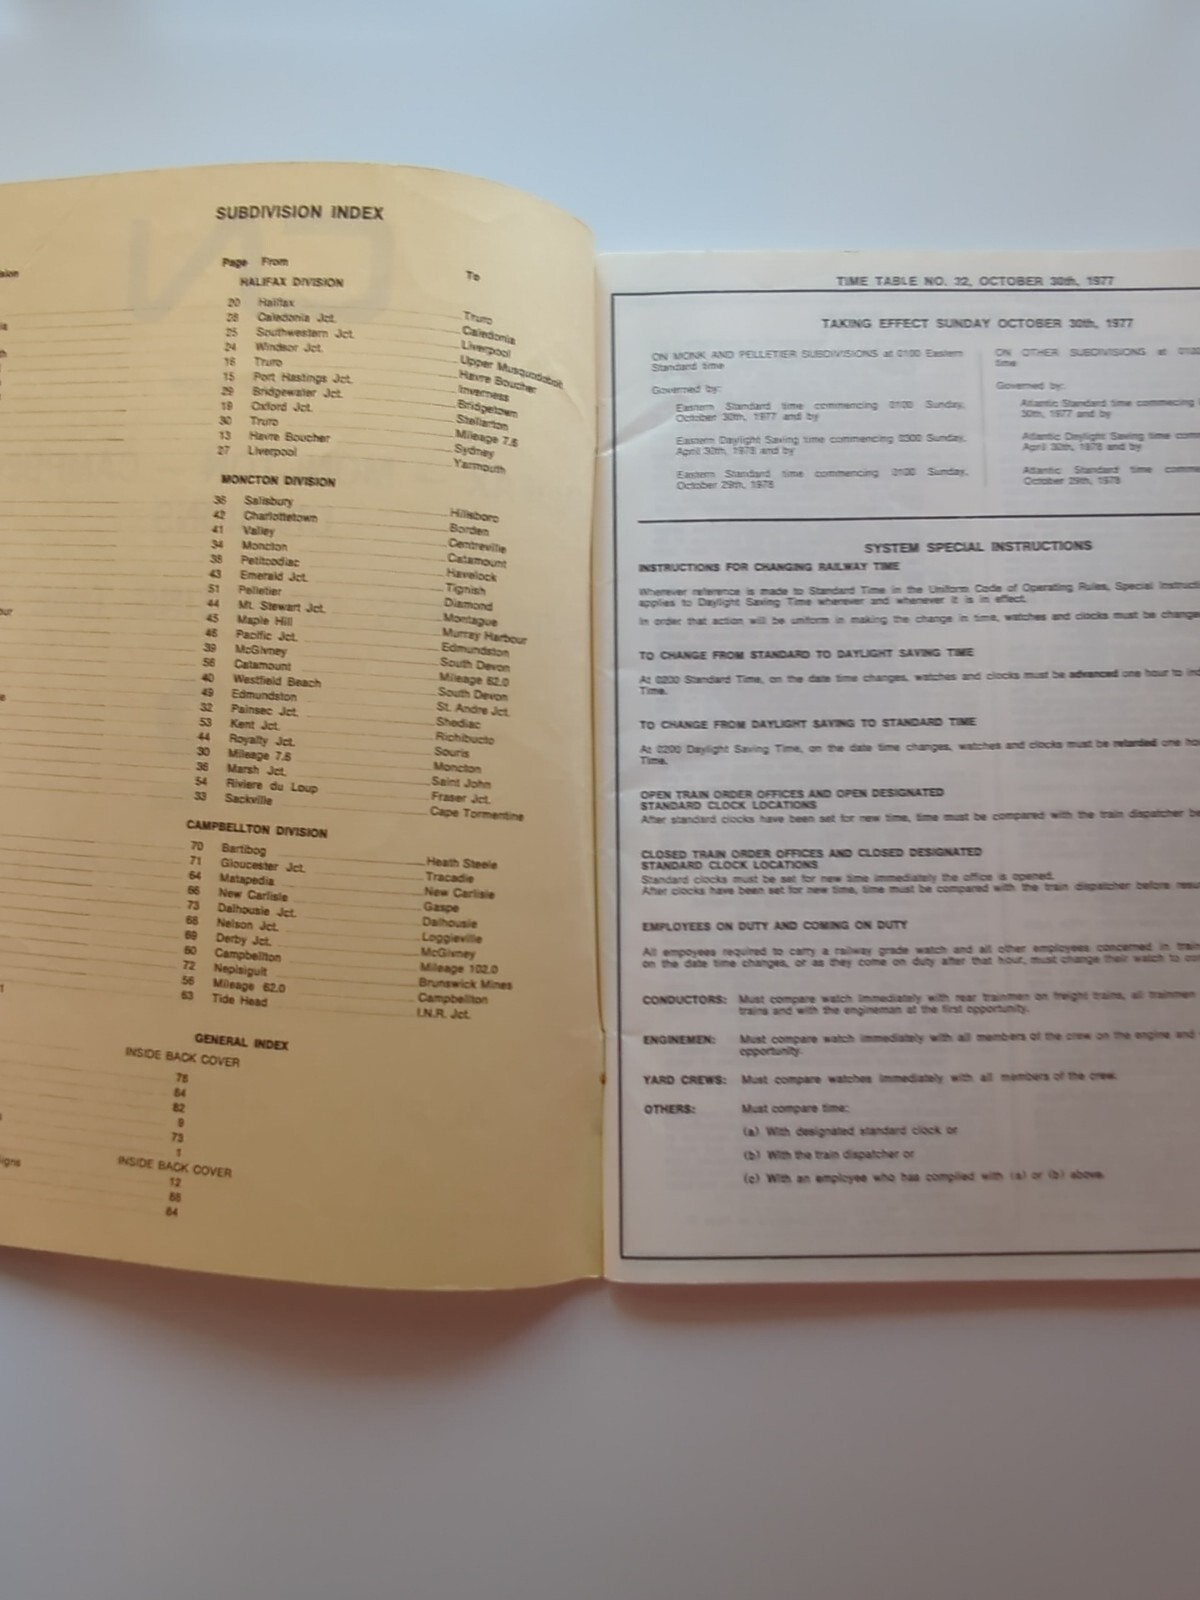 SUBDIVISION INDEX
Page From To
HALIFAX DIVISION
20 Halifax Truro
28 Caledonia Jct. Caledonia
25 Southwestern Jct. Liverpool
24 Windsor Jct. Upper Musquodoboit
16 Truro Havre Boucher
15 Port Hastings Jct. Inverness
29 Bridgewater Jct. Bridgetown
19 Oxford Jct. Stellarton
30 Truro Mileage 7.6
13 Havre Boucher Sydney
27 Liverpool Yarmouth
MONCTON DIVISION
36 Salisbury Hillsboro
42 Charlottetown Borden
41 Valley Centreville
34 Moncton Catamount
38 Petitcodiac Havelock
43 Emerald Jct. Tignish
51 Pelletier Diamond
44 Mt. Stewart Jct. Montague
45 Maple Hill Murray Harbour
46 Pacific Jct. Edmundston
39 McGivney South Devon
56 Catamount Mileage 62.0
40 Westfield Beach South Devon
49 Edmundston St. Andre Jct.
32 Painsec Jct. Shediac
53 Kent Jct. Richibucto
44 Royalty Jct. Souris
30 Mileage 7.6 Moncton
36 Marsh Jct. Saint John
54 Riviere du Loup Fraser Jct.
33 Sackville Cape Tormentine
CAMPBELLTON DIVISION
70 Bartibog Heath Steele
71 Gloucester Jct. Tracadie
64 Matapedia New Carlisle
66 New Carlisle Gaspe
73 Dalhousie Jct. Dalhousie
68 Nelson Jct. Loggieville
69 Derby Jct. McGivney
60 Campbellton Mileage 102.0
72 Nepisiguit Brunswick Mines
56 Mileage 62.0 Campbellton
63 Tide Head I.N.R. Jct.
GENERAL INDEX
INSIDE BACK COVER
76
84
82
9
73
1
INSIDE BACK COVER
12
68
64
TIME TABLE NO. 22, OCTOBER 30th, 1977
TAKING EFFECT SUNDAY OCTOBER 30th, 1977
ON MONK AND PELLETIER SUBDIVISIONS at 0100 Eastern
Standard time
Governed by:
Eastern Standard time commencing 0100 Sunday,
October 30th, 1977 and by
Eastern Daylight Saving time commencing 0300 Sunday,
April 30th, 1978 and by
Eastern Standard time commencing 0100 Sunday,
October 29th, 1978
ON OTHER SUBDIVISIONS at
time
Governed by:
Atlantic Standard time commecing
30th, 1977 and by
Atlantic Daylight Saving time
April 30th, 1978 and by
Atlantic Standard time
October 29th, 1978
SYSTEM SPECIAL INSTRUCTIONS
INSTRUCTIONS FOR CHANGING RAILWAY TIME
Wherever reference is made to Standard Time in the Uniform Code of Operating Rules, Special
applies to Daylight Saving Time wherever and whenever it is in effect.
In order that action will be uniform in making the change in time, watches and clocks must be
TO CHANGE FROM STANDARD TO DAYLIGHT SAVING TIME
At 0200 Standard Time, on the date time changes, watches and clocks must be advanced one hour to
Time.
TO CHANGE FROM DAYLIGHT SAVING TO STANDARD TIME
At 0200 Daylight Saving Time, on the date time changes, watches and clocks must be retarded one
Time.
OPEN TRAIN ORDER OFFICES AND OPEN DESIGNATED
STANDARD CLOCK LOCATIONS
After standard clocks have been set for new time, time must be compared with the train dispatcher
CLOSED TRAIN ORDER OFFICES AND CLOSED DESIGNATED
STANDARD CLOCK LOCATIONS
Standard clocks must be set for new time immediately the office is opened.
After clocks have been set for new time, time must be compared with the train dispatcher before
EMPLOYEES ON DUTY AND COMING ON DUTY
All empoyees required to carry a railway grade watch and all other employees concerned in
on the date time changes, or as they come on duty after that hour, must change their watch to
CONDUCTORS: Must compare watch immediately with rear trainmen on freight trains, all trainmen
trains and with the engineman at the first opportunity.
ENGINEMEN: Must compare watch immediately with all members of the crew on the engine and
opportunity.
YARD CREWS: Must compare watches immediately with all members of the crew.
OTHERS: Must compare time:
(a) With designated standard clock or
(b) With the train dispatcher or
(c) With an employee who has complied with (a) or (b) above.